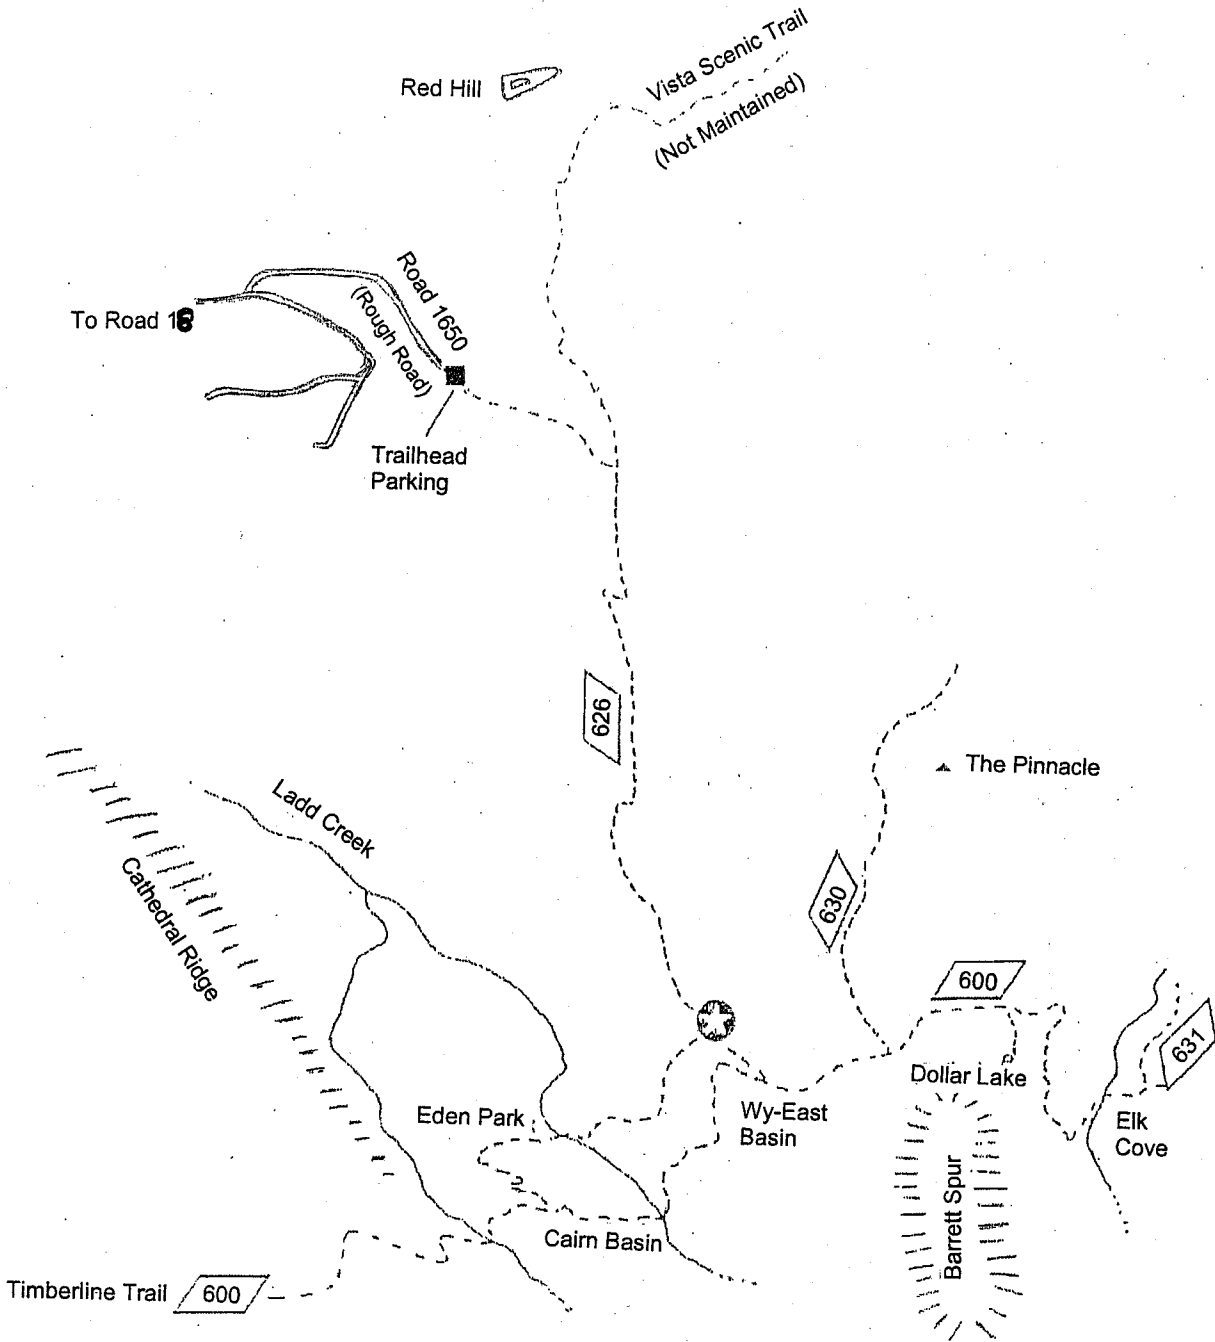 Vista Scenic Trail
(Not Maintained)
Red Hill
Road 1650
(Rough Road)
To Road 18
Trailhead
Parking
626
The Pinnacle
Ladd Creek
Cathedral Ridge
630
600
631
Dollar Lake
Eden Park
Wy-East
Basin
Elk
Cove
Barrett Spur
Cairn Basin
Timberline Trail
600